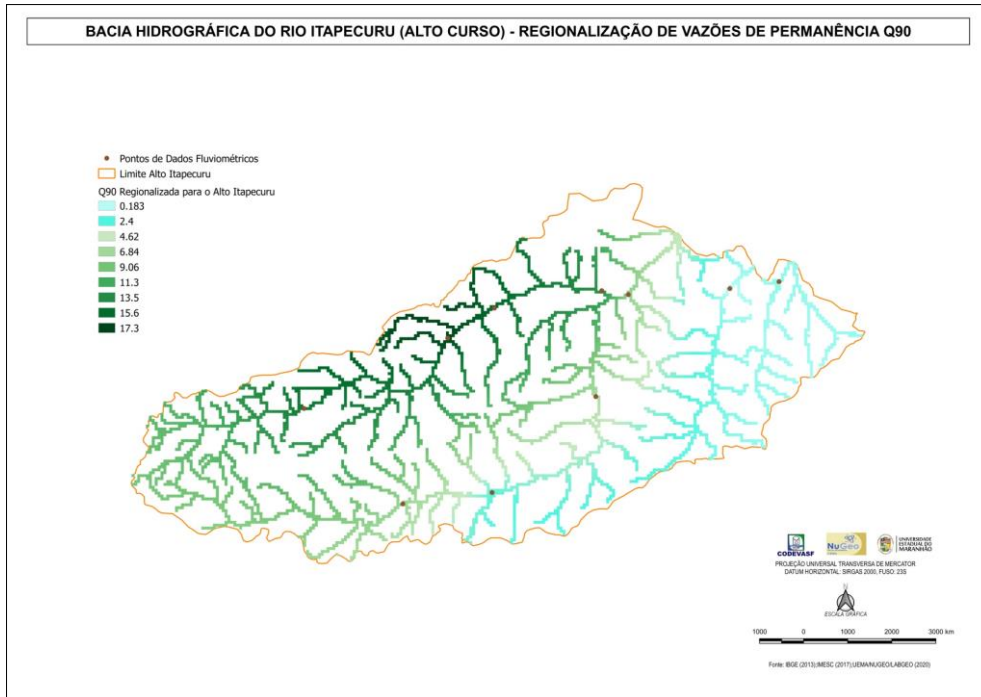 BACIA HIDROGRÁFICA DO RIO ITAPECURU (ALTO CURSO) - REGIONALIZAÇÃO DE VAZÕES DE PERMANÊNCIA Q90
Pontos de Dados Fluviométricos
Limite Alto Itapecuru
Q90 Regionalizada para o Alto Itapecuru
0.183
2.4
4.62
6.84
9.06
11.3
13.5
15.6
17.3
CODEVASF
NuGeo
UNIVERSIDADE
ESTADUAL DO
MARANHÃO
PROJEÇÃO UNIVERSAL TRANSVERSA DE MERCATOR
DATUM HORIZONTAL: SIRGAS 2000, FUSO: 23S
N
ESCALA GRÁFICA
1000 0 1000 2000 3000 km
Fonte: IBGE (2013);IMESC (2017);UEMA/NUGEO/LABGEO (2020)